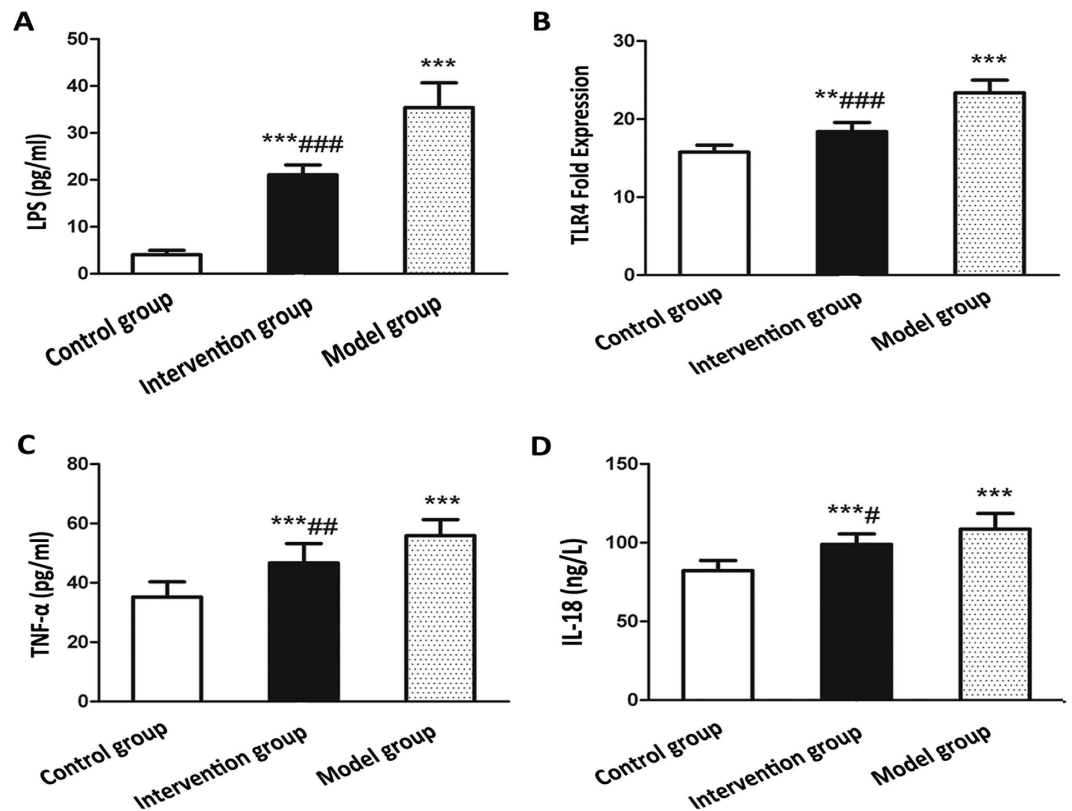 A
LPS (pg/ml)
50
40
30
20
10
0
***###
***
Control group
Intervention group
Model group
B
TLR4 Fold Expression
30
20
10
0
**###
***
Control group
Intervention group
Model group
C
TNF-α (pg/ml)
80
60
40
20
0
***##
***
Control group
Intervention group
Model group
D
IL-18 (ng/L)
150
100
50
0
***#
***
Control group
Intervention group
Model group